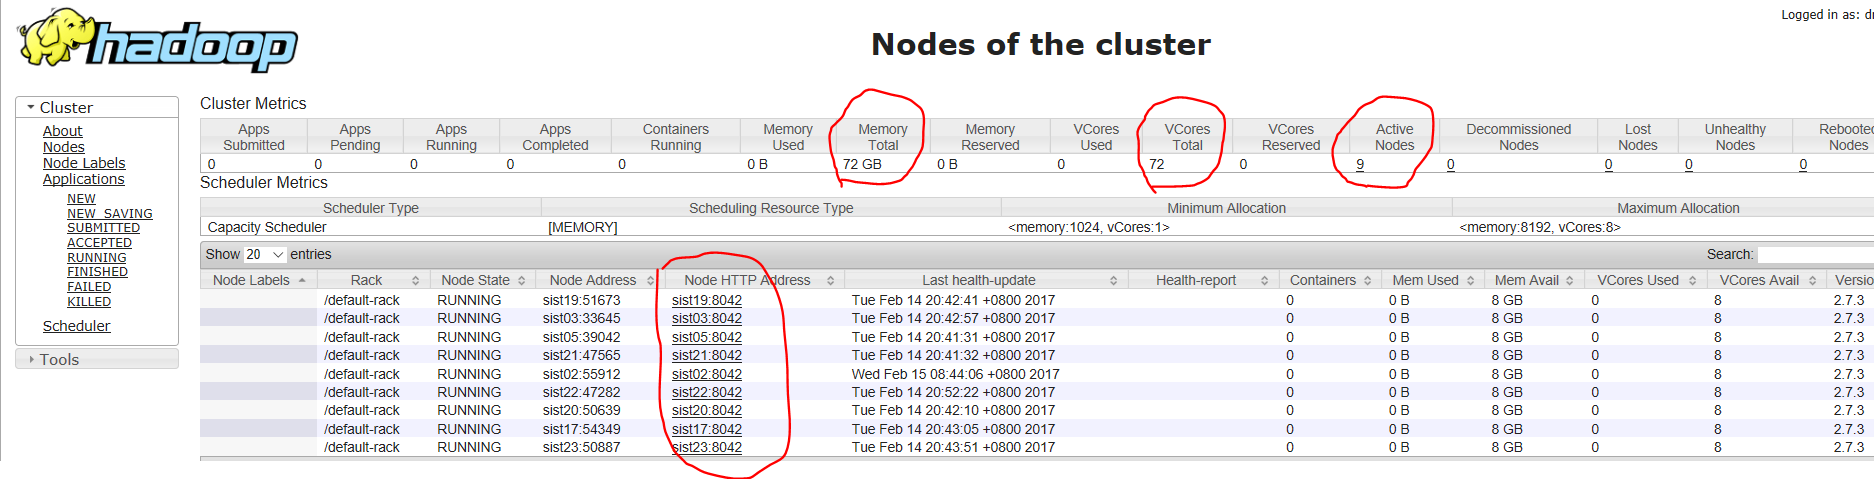 Logged in as:
hadoop
Nodes of the cluster
Cluster
About
Nodes
Node Labels
Applications
NEW
NEW_SAVING
SUBMITTED
ACCEPTED
RUNNING
FINISHED
FAILED
KILLED
Scheduler
Tools
Cluster Metrics
Apps Submitted Apps Pending Apps Running Apps Completed Containers Running Memory Used Memory Total Memory Reserved VCores Used VCores Total VCores Reserved Active Nodes Decommissioned Nodes Lost Nodes Unhealthy Nodes Rebooted Nodes
0 0 0 0 0 0 B 72 GB 0 B 0 72 0 9 0 0 0 0
Scheduler Metrics
Scheduler Type Scheduling Resource Type Minimum Allocation Maximum Allocation
Capacity Scheduler [MEMORY] <memory:1024, vCores:1> <memory:8192, vCores:8>
Show 20 entries Search:
Node Labels Rack Node State Node Address Node HTTP Address Last health-update Health-report Containers Mem Used Mem Avail VCores Used VCores Avail Versio
/default-rack RUNNING sist19:51673 sist19:8042 Tue Feb 14 20:42:41 +0800 2017 0 0 B 8 GB 0 8 2.7.3
/default-rack RUNNING sist03:33645 sist03:8042 Tue Feb 14 20:42:57 +0800 2017 0 0 B 8 GB 0 8 2.7.3
/default-rack RUNNING sist05:39042 sist05:8042 Tue Feb 14 20:41:31 +0800 2017 0 0 B 8 GB 0 8 2.7.3
/default-rack RUNNING sist21:47565 sist21:8042 Tue Feb 14 20:41:32 +0800 2017 0 0 B 8 GB 0 8 2.7.3
/default-rack RUNNING sist02:55912 sist02:8042 Wed Feb 15 08:44:06 +0800 2017 0 0 B 8 GB 0 8 2.7.3
/default-rack RUNNING sist22:47282 sist22:8042 Tue Feb 14 20:52:22 +0800 2017 0 0 B 8 GB 0 8 2.7.3
/default-rack RUNNING sist20:50639 sist20:8042 Tue Feb 14 20:42:10 +0800 2017 0 0 B 8 GB 0 8 2.7.3
/default-rack RUNNING sist17:54349 sist17:8042 Tue Feb 14 20:43:05 +0800 2017 0 0 B 8 GB 0 8 2.7.3
/default-rack RUNNING sist23:50887 sist23:8042 Tue Feb 14 20:43:51 +0800 2017 0 0 B 8 GB 0 8 2.7.3